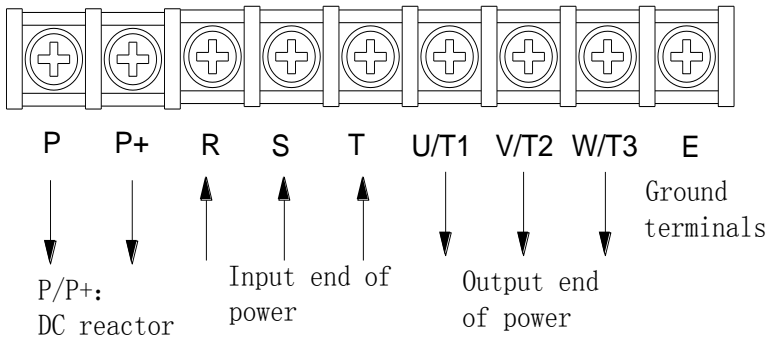 P P+ R S T U/T1 V/T2 W/T3 E
Ground
terminals
P/P+:
DC reactor
Input end of
power
Output end
of power